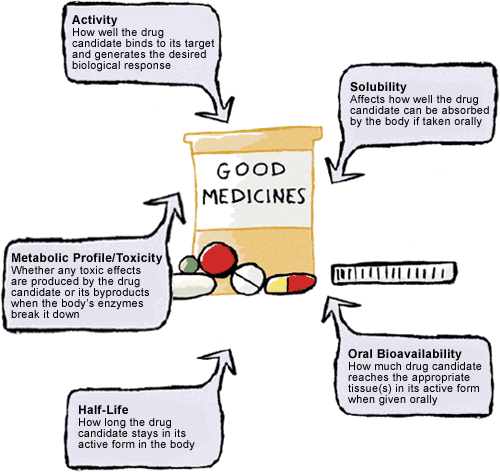 Activity
How well the drug
candidate binds to its target
and generates the desired
biological response
Solubility
Affects how well the drug
candidate can be absorbed
by the body if taken orally
GOOD
MEDICINES
Metabolic Profile/Toxicity
Whether any toxic effects
are produced by the drug
candidate or its byproducts
when the body's enzymes
break it down
Oral Bioavailability
How much drug candidate
reaches the appropriate
tissue(s) in its active form
when given orally
Half-Life
How long the drug
candidate stays in its
active form in the body